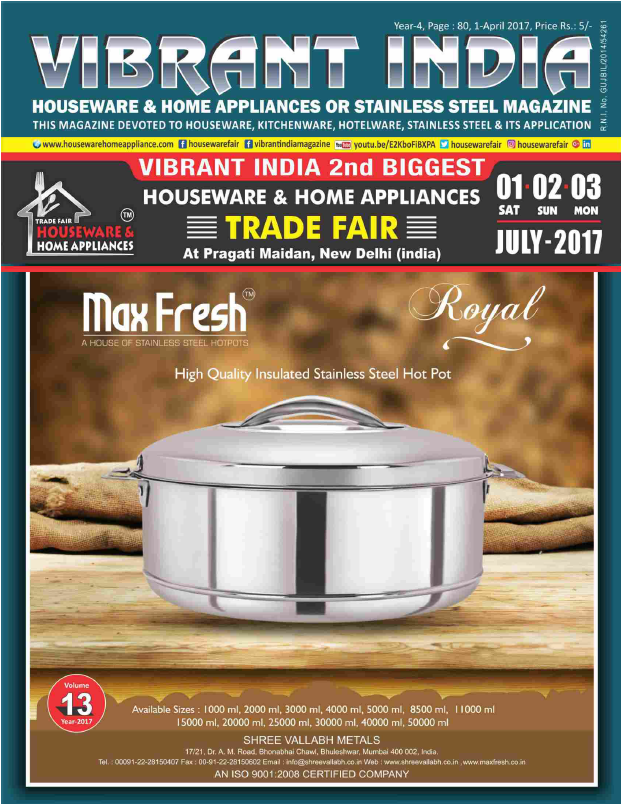 Year-4, Page : 80, 1-April 2017, Price Rs.: 5/-
R.N.I. No. GUJBIL/2014/54261
VIBRANT INDIA
HOUSEWARE & HOME APPLIANCES OR STAINLESS STEEL MAGAZINE
THIS MAGAZINE DEVOTED TO HOUSEWARE, KITCHENWARE, HOTELWARE, STAINLESS STEEL & ITS APPLICATION
www.housewarehomeappliance.com housewarefair vibrantindiamagazine youtu.be/E2KboFi8XPA housewarefair housewarefair
VIBRANT INDIA 2nd BIGGEST
HOUSEWARE & HOME APPLIANCES
TRADE FAIR
At Pragati Maidan, New Delhi (india)
01 02 03
SAT SUN MON
JULY-2017
TRADE FAIR TM
HOUSEWARE &
HOME APPLIANCES
Max Fresh TM
A HOUSE OF STAINLESS STEEL HOTPOTS
Royal
High Quality Insulated Stainless Steel Hot Pot
Volume
13
Year-2017
Available Sizes : 1000 ml, 2000 ml, 3000 ml, 4000 ml, 5000 ml, 8500 ml, 11000 ml
15000 ml, 20000 ml, 25000 ml, 30000 ml, 40000 ml, 50000 ml
SHREE VALLABH METALS
17/21, Dr. A. M. Road, Bhonabhai Chawl, Bhuleshwar, Mumbai 400 002, India.
Tel. : 00091-22-28150407 Fax : 00-91-22-28150602 Email : info@shreevallabh.co.in Web : www.shreevallabh.co.in , www.maxfresh.co.in
AN ISO 9001:2008 CERTIFIED COMPANY